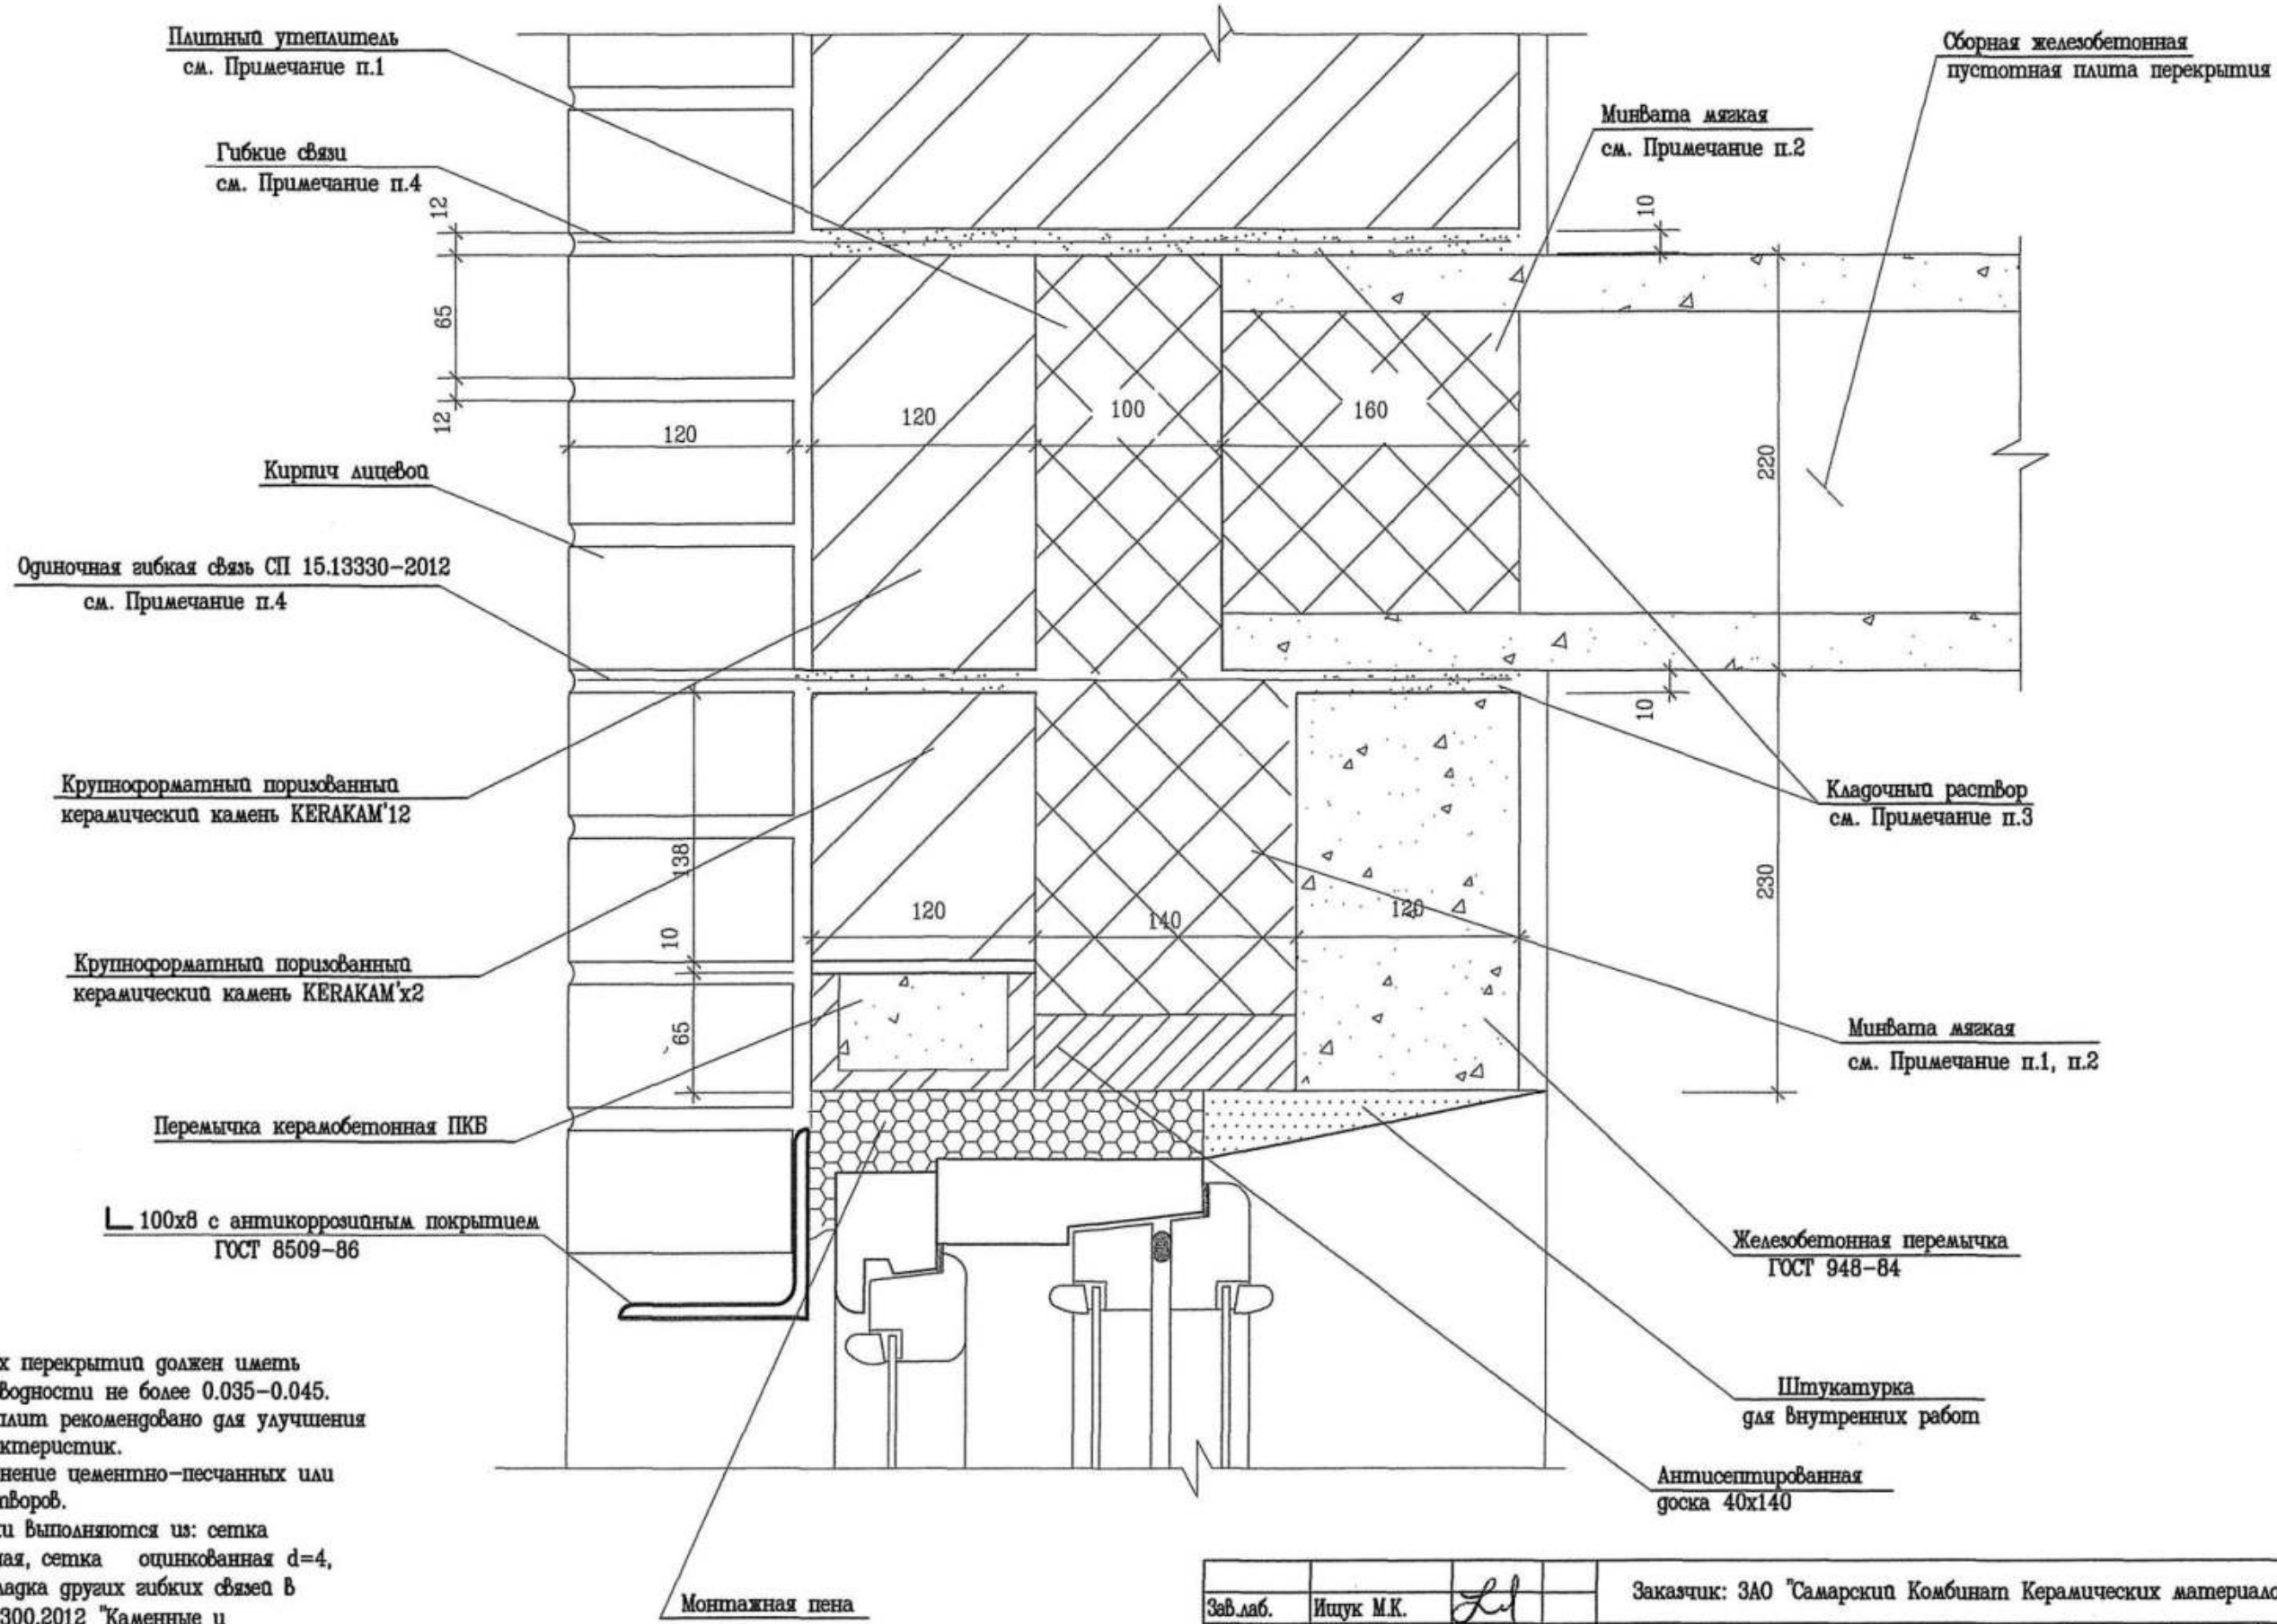 Плитный утеплитель
см. Примечание п.1
Гибкие связи
см. Примечание п.4
Кирпич лицевой
Одиночная гибкая связь СП 15.13330-2012
см. Примечание п.4
Крупноформатный поризованный
керамический камень KERAKAM'12
Крупноформатный поризованный
керамический камень KERAKAM'x2
Перемычка керамобетонная ПКБ
100x8 с антикоррозийным покрытием
ГОСТ 8509-86
12
65
12
120
120
100
160
138
10
65
120
140
120
10
220
10
230
Сборная железобетонная
пустотная плита перекрытия
Минвата мягкая
см. Примечание п.2
Кладочный раствор
см. Примечание п.3
Минвата мягкая
см. Примечание п.1, п.2
Железобетонная перемычка
ГОСТ 948-84
Штукатурка
для внутренних работ
Антисептированная
доска 40x140
Монтажная пена
х перекрытий должен иметь
водности не более 0.035-0.045.
плит рекомендовано для улучшения
ктеристик.
нение цементно-песчанных или
творов.
и выполняются из: сетка
ная, сетка оцинкованная d=4,
ладка других гибких связей в
300.2012 "Каменные и
Зав.лаб.
Ищук М.К.
Заказчик: ЗАО "Самарский Комбинат Керамических материало